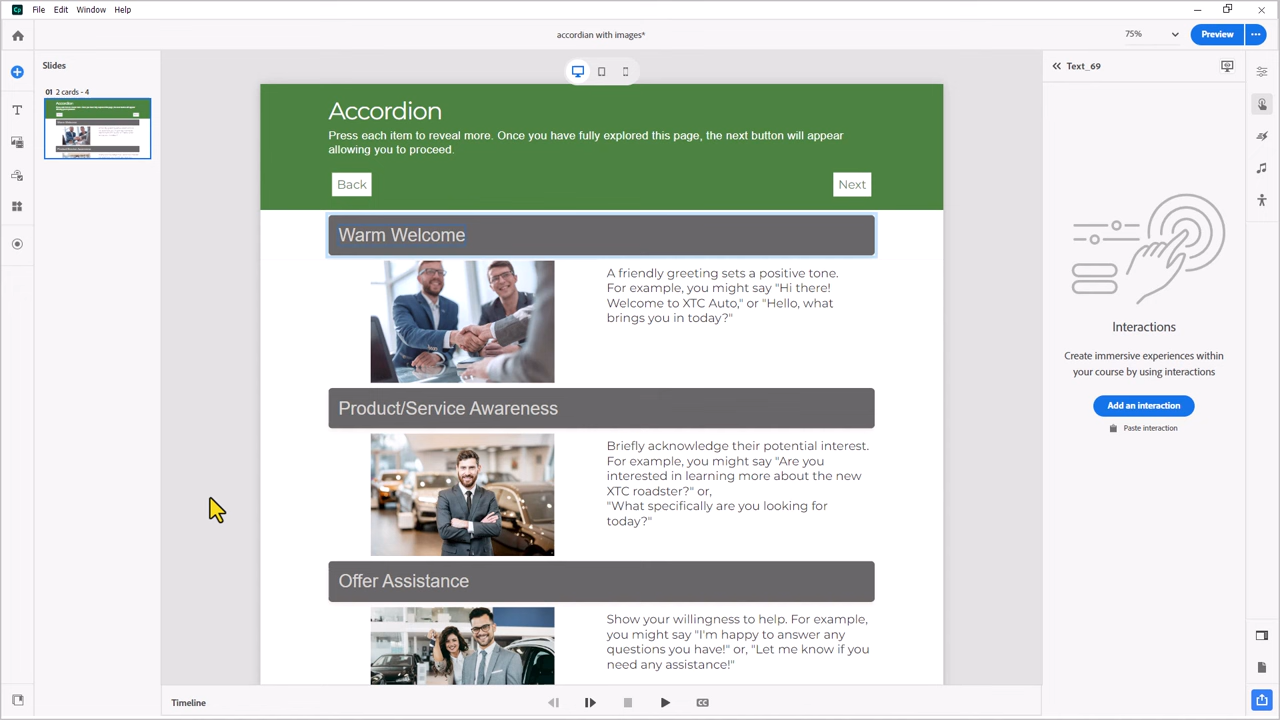 Cp File Edit Window Help
accordian with images*
75%
Preview
Slides
Text_69
01 2 cards - 4
Accordion
Press each item to reveal more. Once you have fully explored this page, the next button will appear
allowing you to proceed.
Back
Next
Warm Welcome
A friendly greeting sets a positive tone.
For example, you might say "Hi there!
Welcome to XTC Auto," or "Hello, what
brings you in today?"
Product/Service Awareness
Briefly acknowledge their potential interest.
For example, you might say "Are you
interested in learning more about the new
XTC roadster?" or,
"What specifically are you looking for
today?"
Offer Assistance
Show your willingness to help. For example,
you might say "I'm happy to answer any
questions you have!" or, "Let me know if you
need any assistance!"
Interactions
Create immersive experiences within
your course by using interactions
Add an interaction
Paste interaction
Timeline
CC